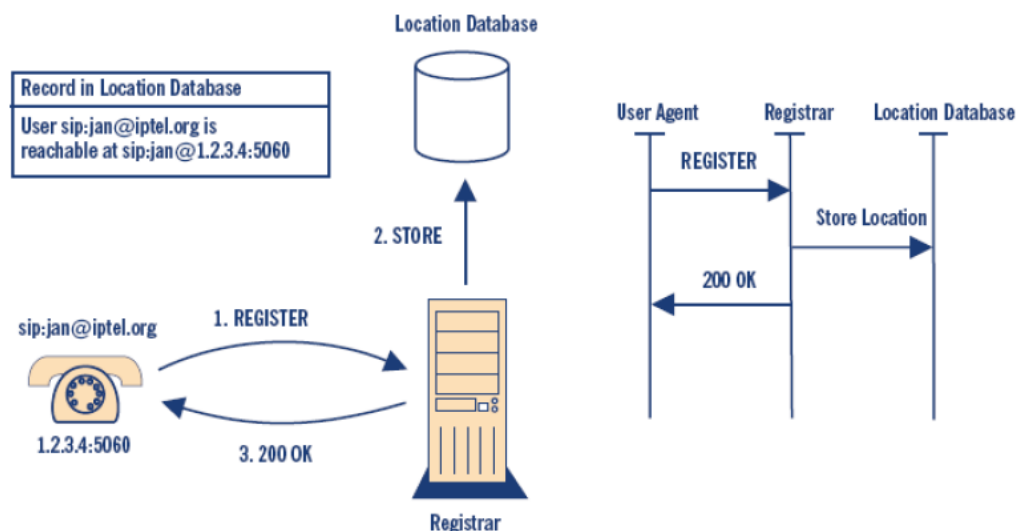 Location Database
Record in Location Database
User sip:jan@iptel.org is
reachable at sip:jan@1.2.3.4:5060
2. STORE
sip:jan@iptel.org
1. REGISTER
1.2.3.4:5060
3. 200 OK
Registrar
User Agent
Registrar
Location Database
REGISTER
Store Location
200 OK